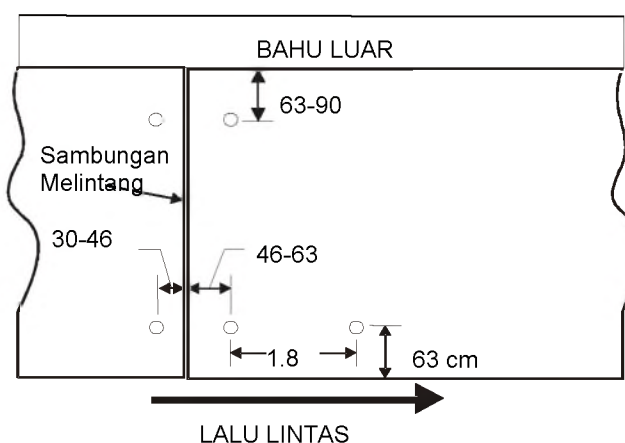 BAHU LUAR
63-90
Sambungan
Melintang
30-46
46-63
1.8
63 cm
LALU LINTAS